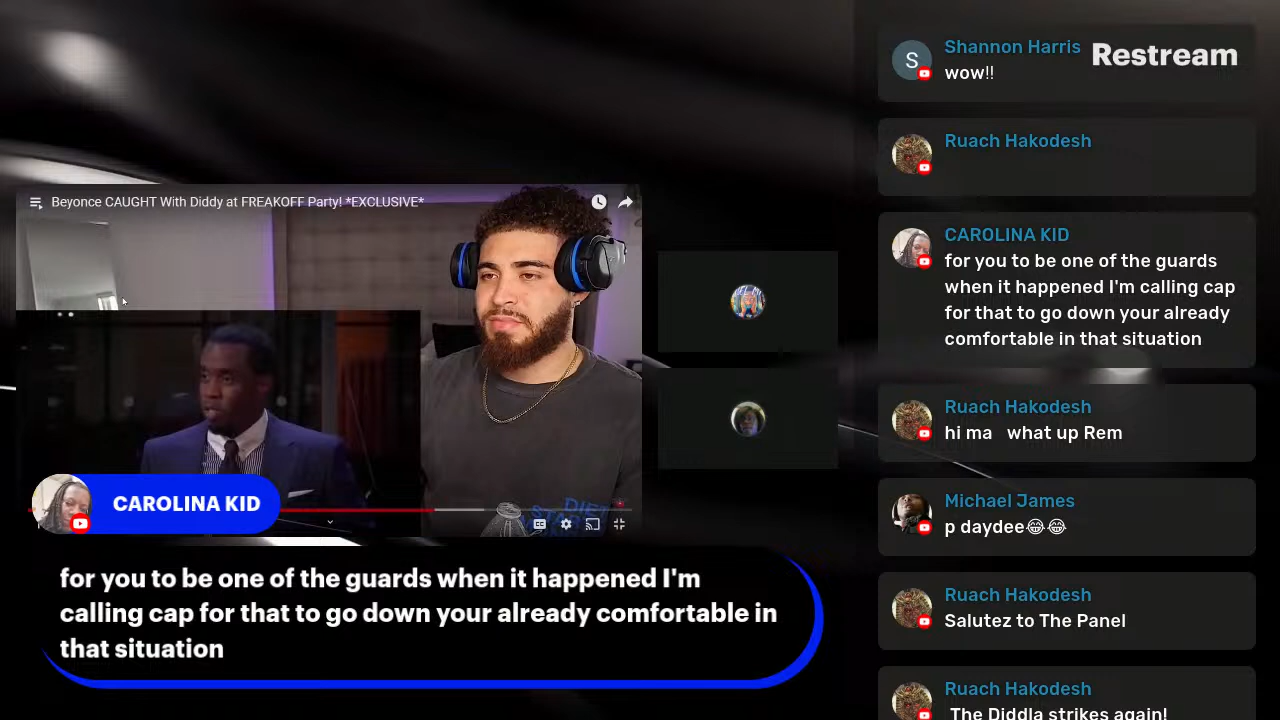 Beyonce CAUGHT With Diddy at FREAKOFF Party! *EXCLUSIVE*
CAROLINA KID
for you to be one of the guards when it happened I'm
calling cap for that to go down your already comfortable in
that situation
Restream
S
Shannon Harris
wow!!
Ruach Hakodesh
CAROLINA KID
for you to be one of the guards
when it happened I'm calling cap
for that to go down your already
comfortable in that situation
Ruach Hakodesh
hi ma what up Rem
Michael James
p daydee😂😂
Ruach Hakodesh
Salutez to The Panel
Ruach Hakodesh
The Diddla strikes again!
CC